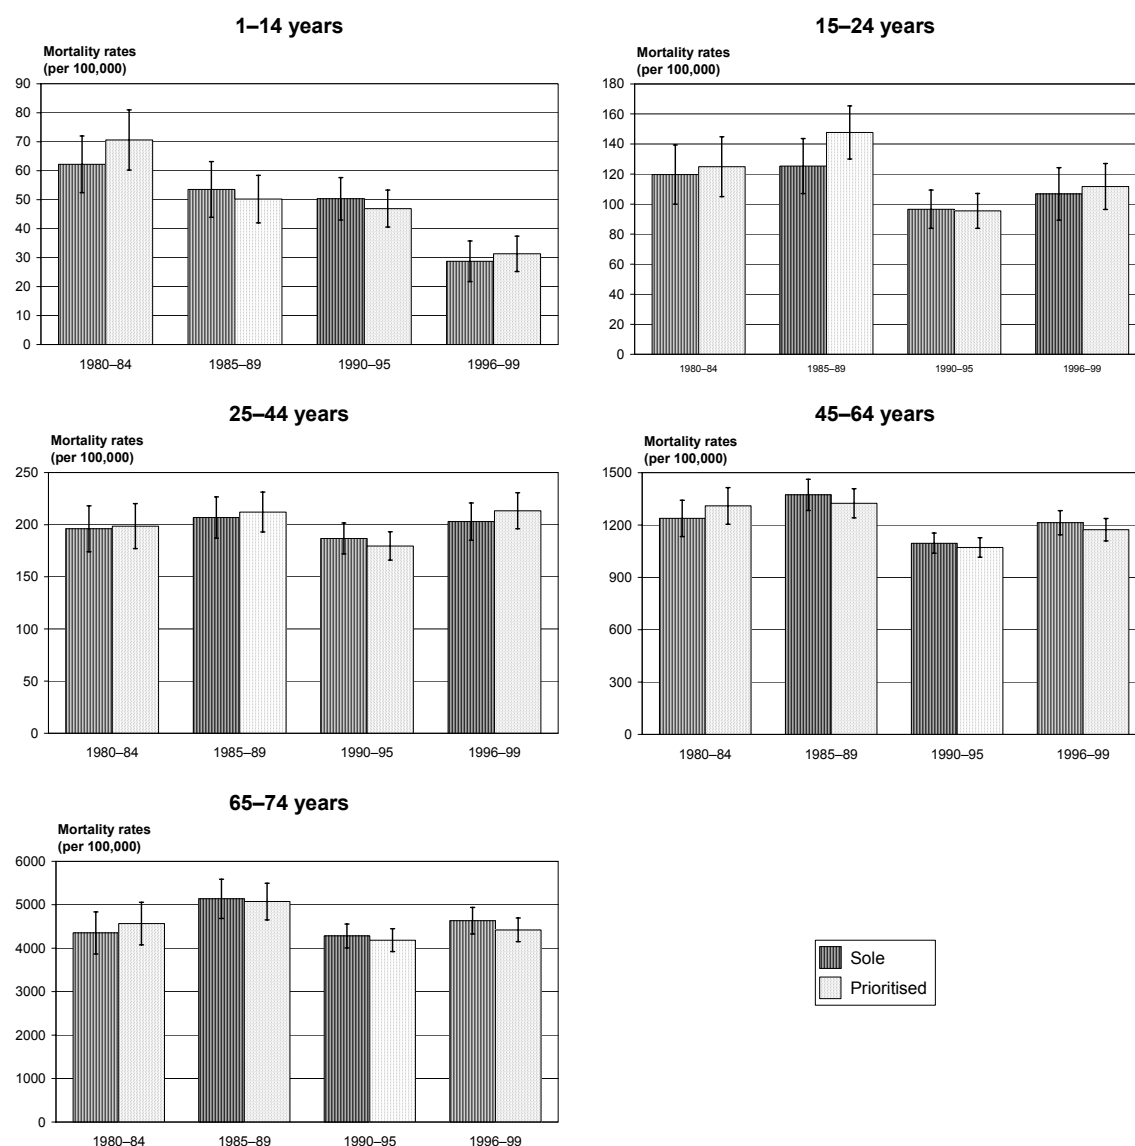 1–14 years
Mortality rates
(per 100,000)
90
80
70
60
50
40
30
20
10
0
1980–84 1985–89 1990–95 1996–99
15–24 years
Mortality rates
(per 100,000)
180
160
140
120
100
80
60
40
20
0
1980–84 1985–89 1990–95 1996–99
25–44 years
Mortality rates
(per 100,000)
250
200
150
100
50
0
1980–84 1985–89 1990–95 1996–99
45–64 years
Mortality rates
(per 100,000)
1500
1200
900
600
300
0
1980–84 1985–89 1990–95 1996–99
65–74 years
Mortality rates
(per 100,000)
6000
5000
4000
3000
2000
1000
0
1980–84 1985–89 1990–95 1996–99
Sole
Prioritised